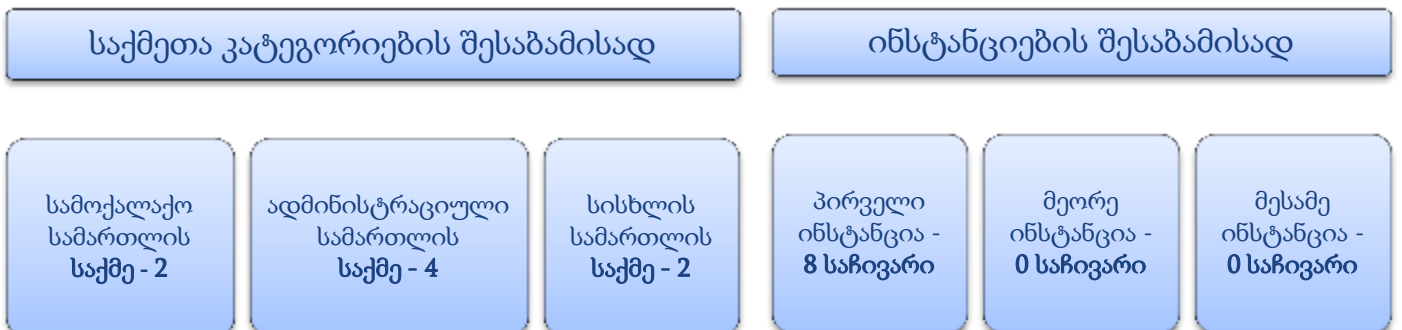 საქმეთა კატეგორიების შესაბამისად
სამოქალაქო
სამართლის
საქმე - 2
ადმინისტრაციული
სამართლის
საქმე - 4
სისხლის
სამართლის
საქმე - 2
ინსტანციების შესაბამისად
პირველი
ინსტანცია -
8 საჩივარი
მეორე
ინსტანცია -
0 საჩივარი
მესამე
ინსტანცია -
0 საჩივარი